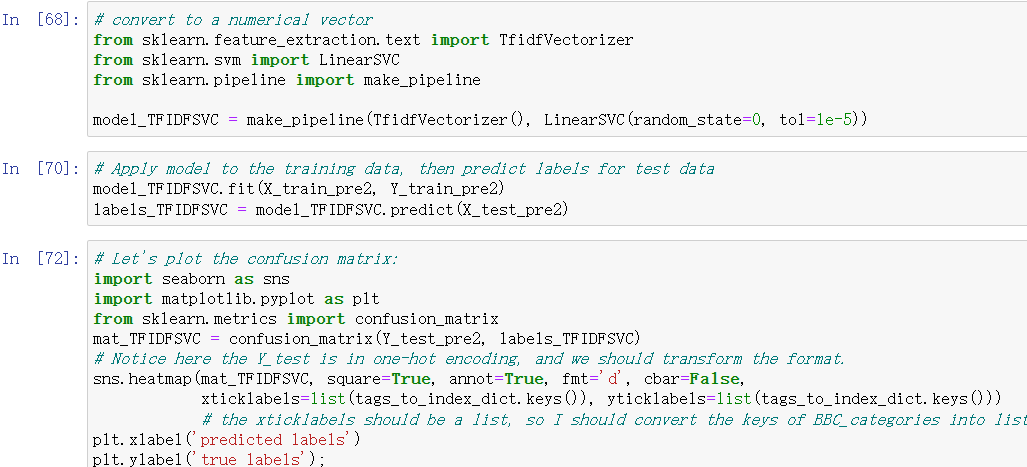 In [68]: # convert to a numerical vector
from sklearn.feature_extraction.text import TfidfVectorizer
from sklearn.svm import LinearSVC
from sklearn.pipeline import make_pipeline
model_TFIDFSVC = make_pipeline(TfidfVectorizer(), LinearSVC(random_state=0, tol=1e-5))
In [70]: # Apply model to the training data, then predict labels for test data
model_TFIDFSVC.fit(X_train_pre2, Y_train_pre2)
labels_TFIDFSVC = model_TFIDFSVC.predict(X_test_pre2)
In [72]: # Let's plot the confusion matrix:
import seaborn as sns
import matplotlib.pyplot as plt
from sklearn.metrics import confusion_matrix
mat_TFIDFSVC = confusion_matrix(Y_test_pre2, labels_TFIDFSVC)
# Notice here the Y_test is in one-hot encoding, and we should transform the format.
sns.heatmap(mat_TFIDFSVC, square=True, annot=True, fmt='d', cbar=False,
xticklabels=list(tags_to_index_dict.keys()), yticklabels=list(tags_to_index_dict.keys()))
# the xticklabels should be a list, so I should convert the keys of BBC_categories into list
plt.xlabel('predicted labels')
plt.ylabel('true labels');